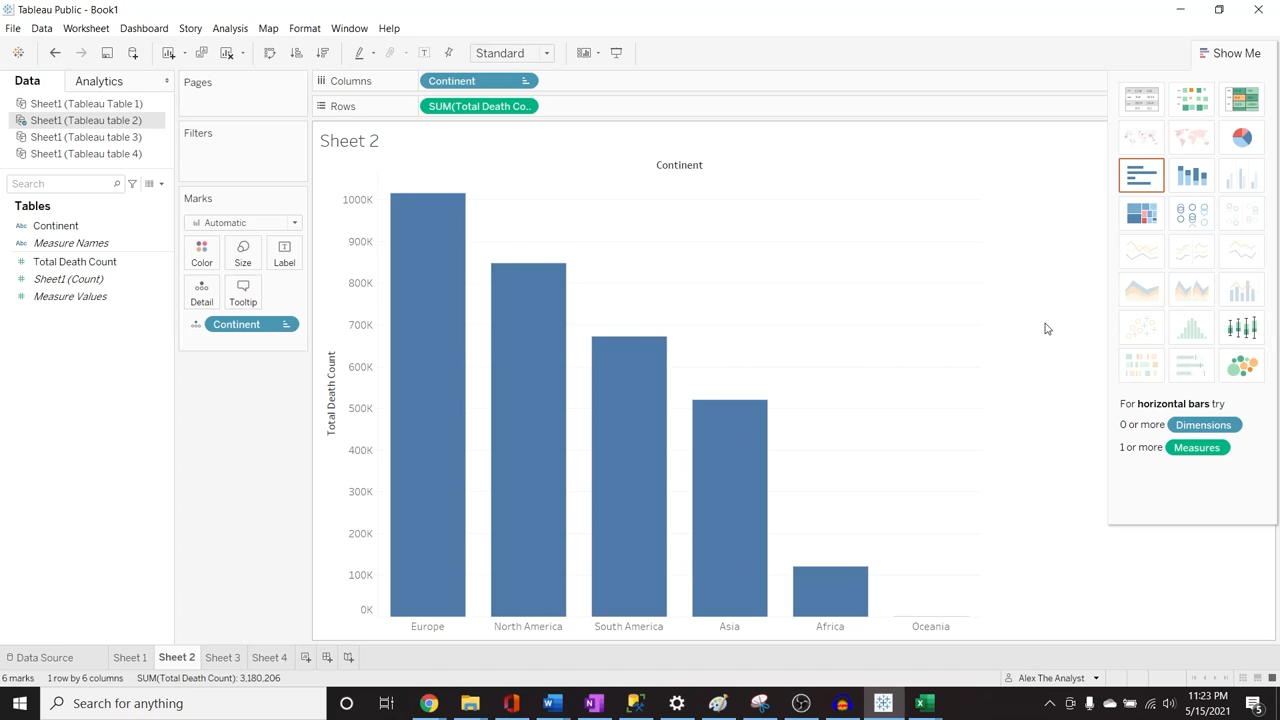 Tableau Public - Book1
File Data Worksheet Dashboard Story Analysis Map Format Window Help
Standard
Show Me
Data Analytics
Sheet1 (Tableau Table 1)
Sheet1 (Tableau table 2)
Sheet1 (Tableau table 3)
Sheet1 (Tableau table 4)
Search
Tables
Abc Continent
Abc Measure Names
# Total Death Count
# Sheet1 (Count)
# Measure Values
Pages
Filters
Marks
Automatic
Color Size Label
Detail Tooltip
Continent
Columns Continent
Rows SUM(Total Death Co..
Sheet 2
Continent
Total Death Count
1000K
900K
800K
700K
600K
500K
400K
300K
200K
100K
0K
Europe North America South America Asia Africa Oceania
For horizontal bars try
0 or more Dimensions
1 or more Measures
Data Source Sheet 1 Sheet 2 Sheet 3 Sheet 4
6 marks 1 row by 6 columns SUM(Total Death Count): 3,180,206 Alex The Analyst
Search for anything
11:23 PM
5/15/2021
5